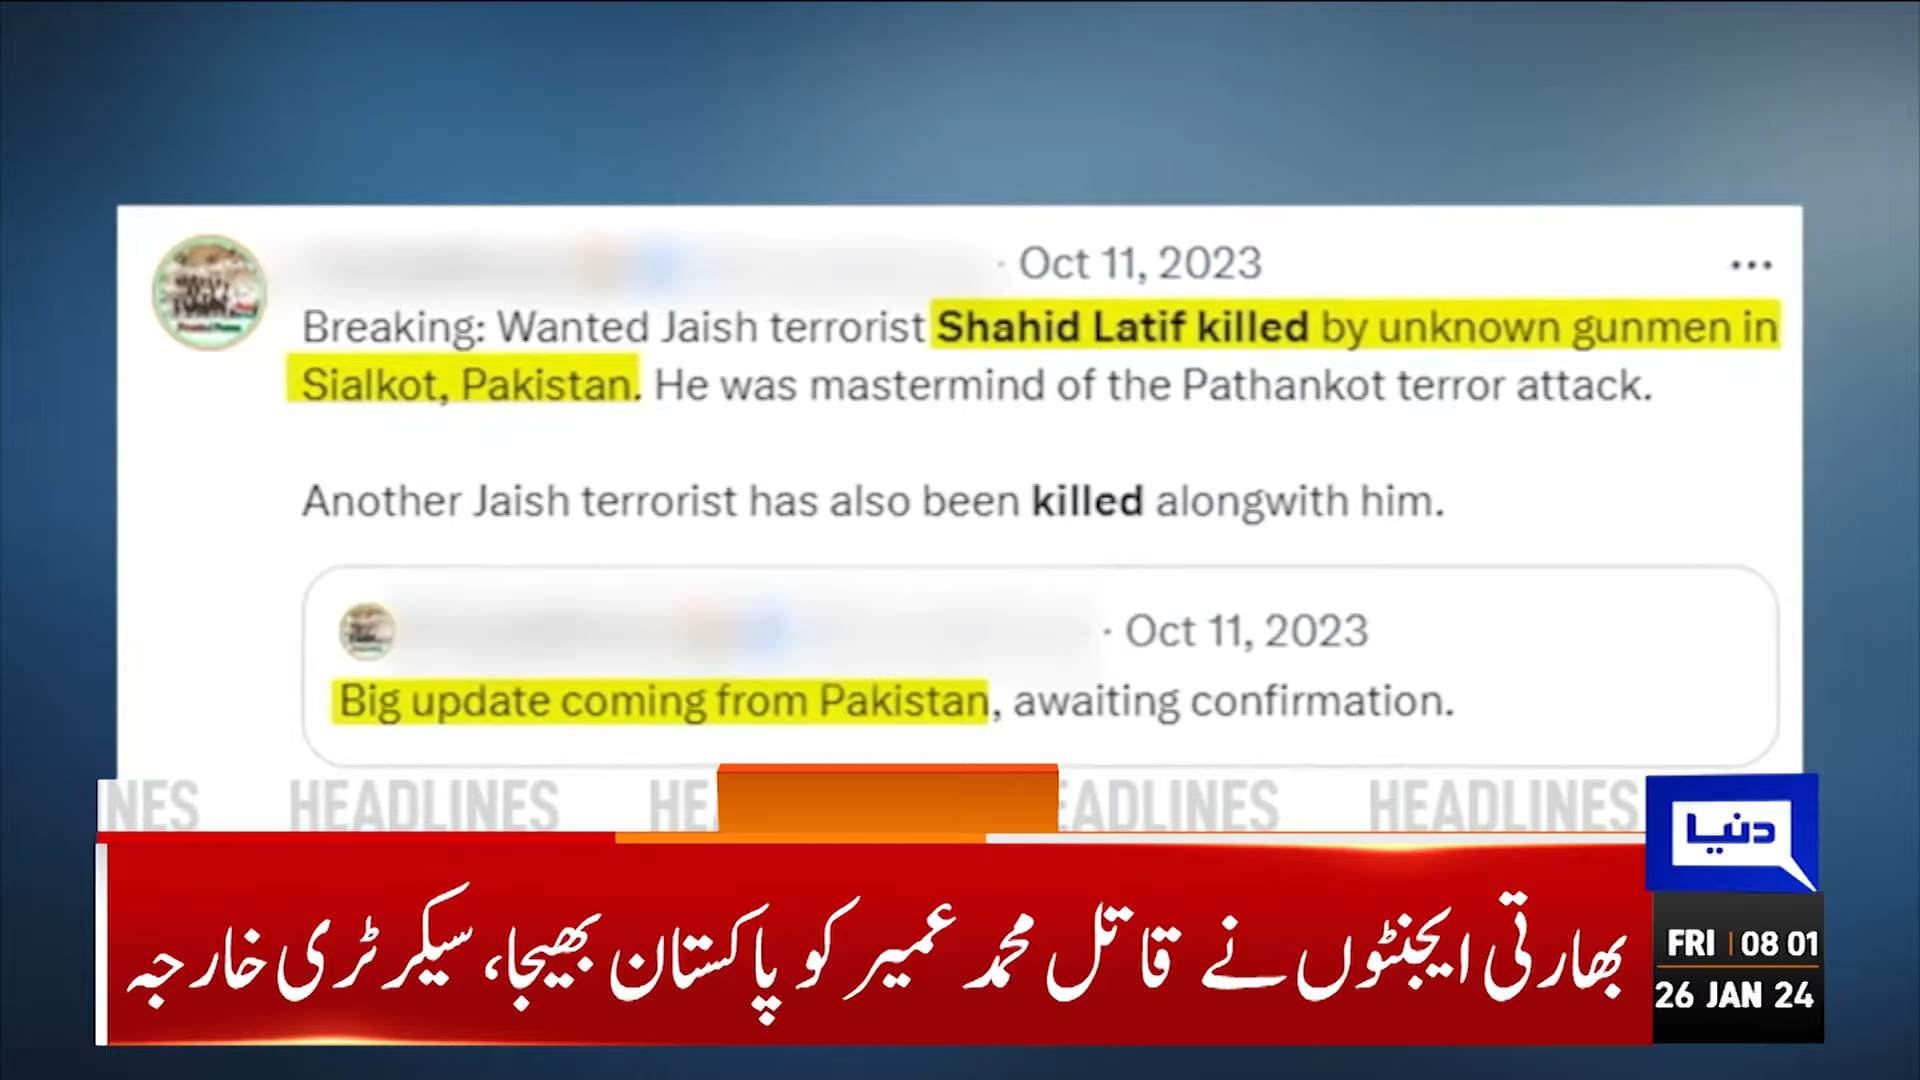 Oct 11, 2023
Breaking: Wanted Jaish terrorist Shahid Latif killed by unknown gunmen in
Sialkot, Pakistan. He was mastermind of the Pathankot terror attack.
Another Jaish terrorist has also been killed alongwith him.
Oct 11, 2023
Big update coming from Pakistan, awaiting confirmation.
NES HEADLINES HE EADLINES HEADLINES
دنیا
بھارتی ایجنٹوں نے قاتل محمد عمیر کو پاکستان بھیجا، سیکرٹری خارجہ
FRI 08 01
26 JAN 24